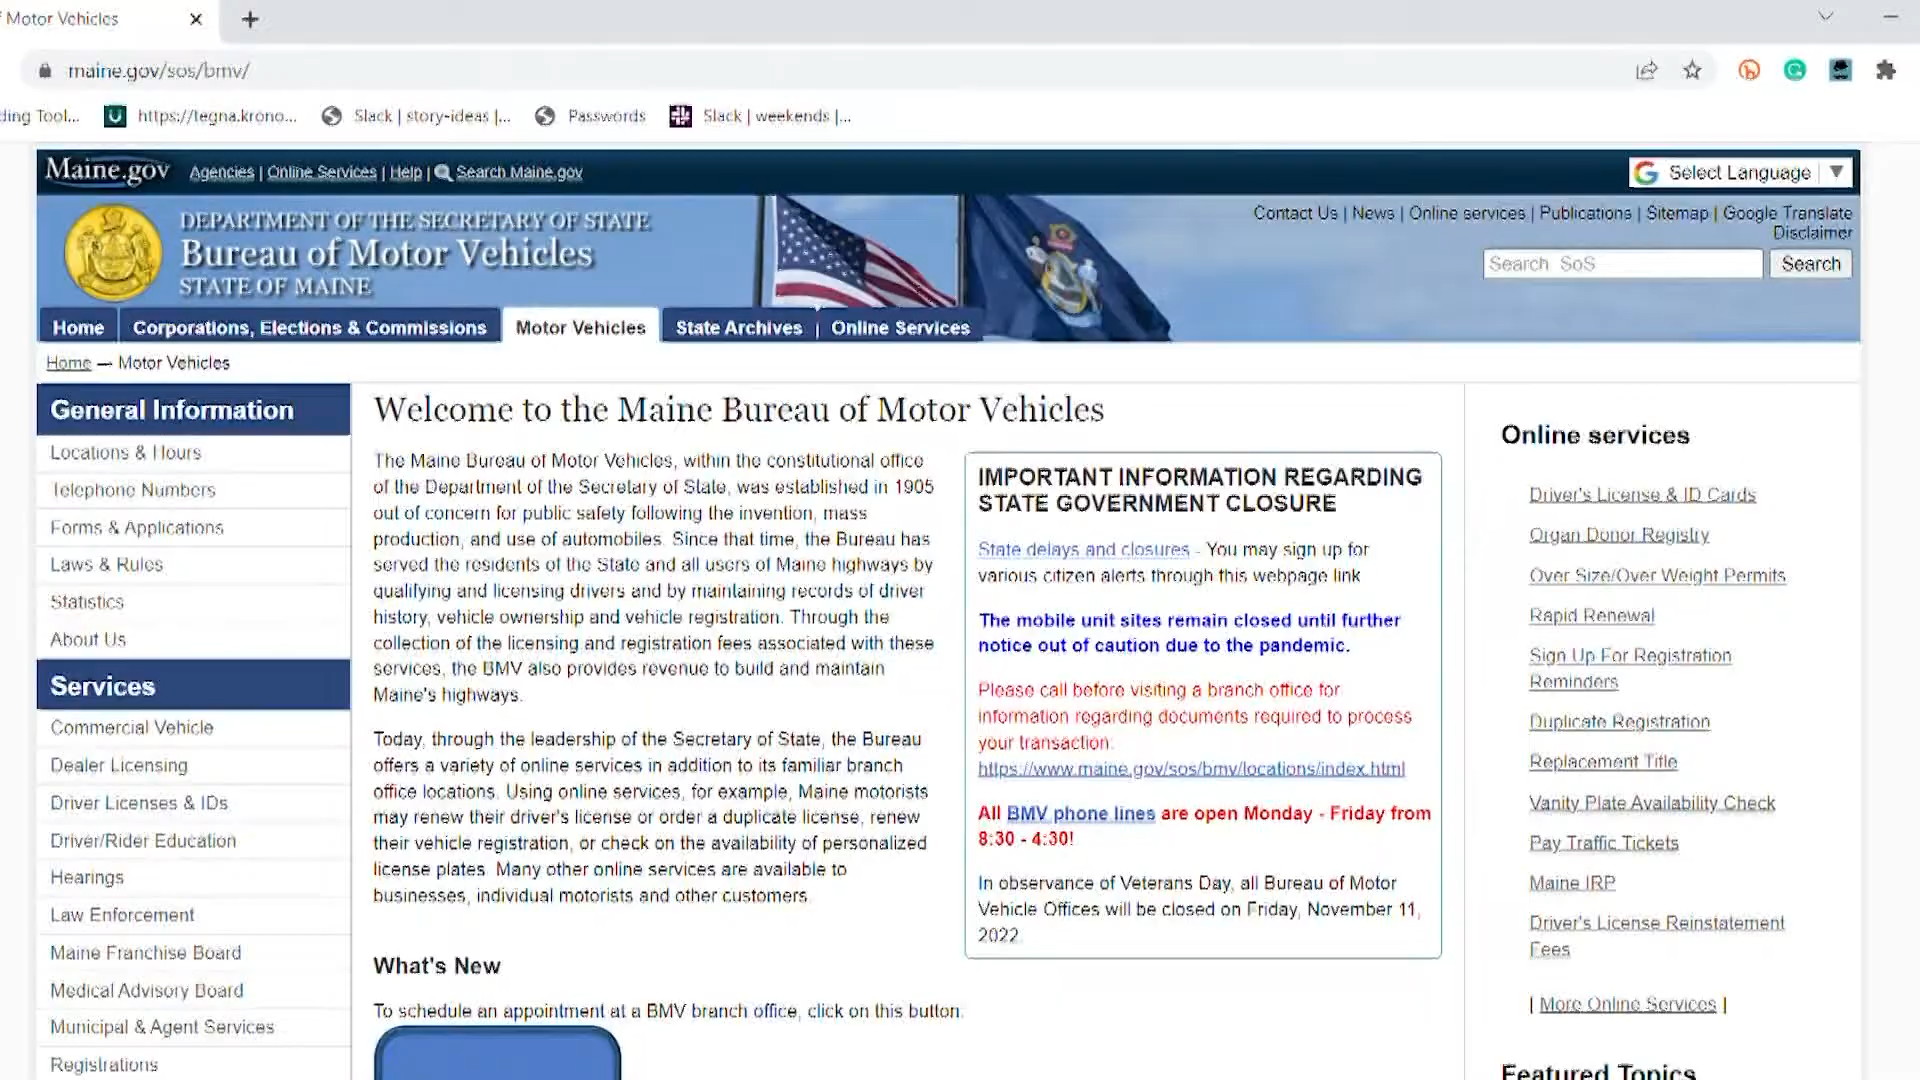 Motor Vehicles
maine.gov/sos/bmv/
ding Tool...
https://tegna.krono...
Slack | story-ideas |...
Passwords
Slack | weekends |...
Maine.gov
Agencies | Online Services | Help | Search Maine.gov
Select Language
DEPARTMENT OF THE SECRETARY OF STATE
Bureau of Motor Vehicles
STATE OF MAINE
Contact Us | News | Online services | Publications | Sitemap | Google Translate
Disclaimer
Search SoS
Search
Home
Corporations, Elections & Commissions
Motor Vehicles
State Archives
Online Services
Home — Motor Vehicles
General Information
Locations & Hours
Telephone Numbers
Forms & Applications
Laws & Rules
Statistics
About Us
Services
Commercial Vehicle
Dealer Licensing
Driver Licenses & IDs
Driver/Rider Education
Hearings
Law Enforcement
Maine Franchise Board
Medical Advisory Board
Municipal & Agent Services
Registrations
Welcome to the Maine Bureau of Motor Vehicles
The Maine Bureau of Motor Vehicles, within the constitutional office
of the Department of the Secretary of State, was established in 1905
out of concern for public safety following the invention, mass
production, and use of automobiles. Since that time, the Bureau has
served the residents of the State and all users of Maine highways by
qualifying and licensing drivers and by maintaining records of driver
history, vehicle ownership and vehicle registration. Through the
collection of the licensing and registration fees associated with these
services, the BMV also provides revenue to build and maintain
Maine's highways.
Today, through the leadership of the Secretary of State, the Bureau
offers a variety of online services in addition to its familiar branch
office locations. Using online services, for example, Maine motorists
may renew their driver's license or order a duplicate license, renew
their vehicle registration, or check on the availability of personalized
license plates. Many other online services are available to
businesses, individual motorists and other customers.
What's New
To schedule an appointment at a BMV branch office, click on this button:
IMPORTANT INFORMATION REGARDING
STATE GOVERNMENT CLOSURE
State delays and closures - You may sign up for
various citizen alerts through this webpage link
The mobile unit sites remain closed until further
notice out of caution due to the pandemic.
Please call before visiting a branch office for
information regarding documents required to process
your transaction:
https://www.maine.gov/sos/bmv/locations/index.html
All BMV phone lines are open Monday - Friday from
8:30 - 4:30!
In observance of Veterans Day, all Bureau of Motor
Vehicle Offices will be closed on Friday, November 11,
2022.
Online services
Driver's License & ID Cards
Organ Donor Registry
Over Size/Over Weight Permits
Rapid Renewal
Sign Up For Registration
Reminders
Duplicate Registration
Replacement Title
Vanity Plate Availability Check
Pay Traffic Tickets
Maine IRP
Driver's License Reinstatement
Fees
| More Online Services |
Featured Topics